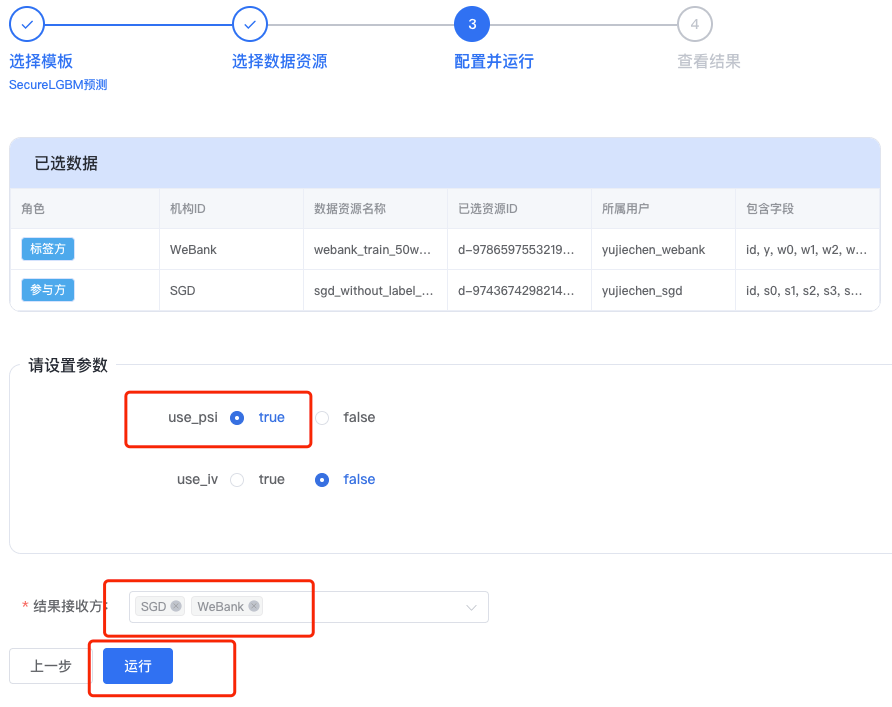 3
4
选择模板
选择数据资源
配置并运行
查看结果
SecureLGBM预测
已选数据
角色 机构ID 数据资源名称 已选资源ID 所属用户 包含字段
标签方 WeBank webank_train_50w... d-9786597553219... yujiechen_webank id, y, w0, w1, w2, w...
参与方 SGD sgd_without_label_... d-9743674298214... yujiechen_sgd id, s0, s1, s2, s3, s...
请设置参数
use_psi true false
use_iv true false
* 结果接收方: SGD WeBank
上一步 运行